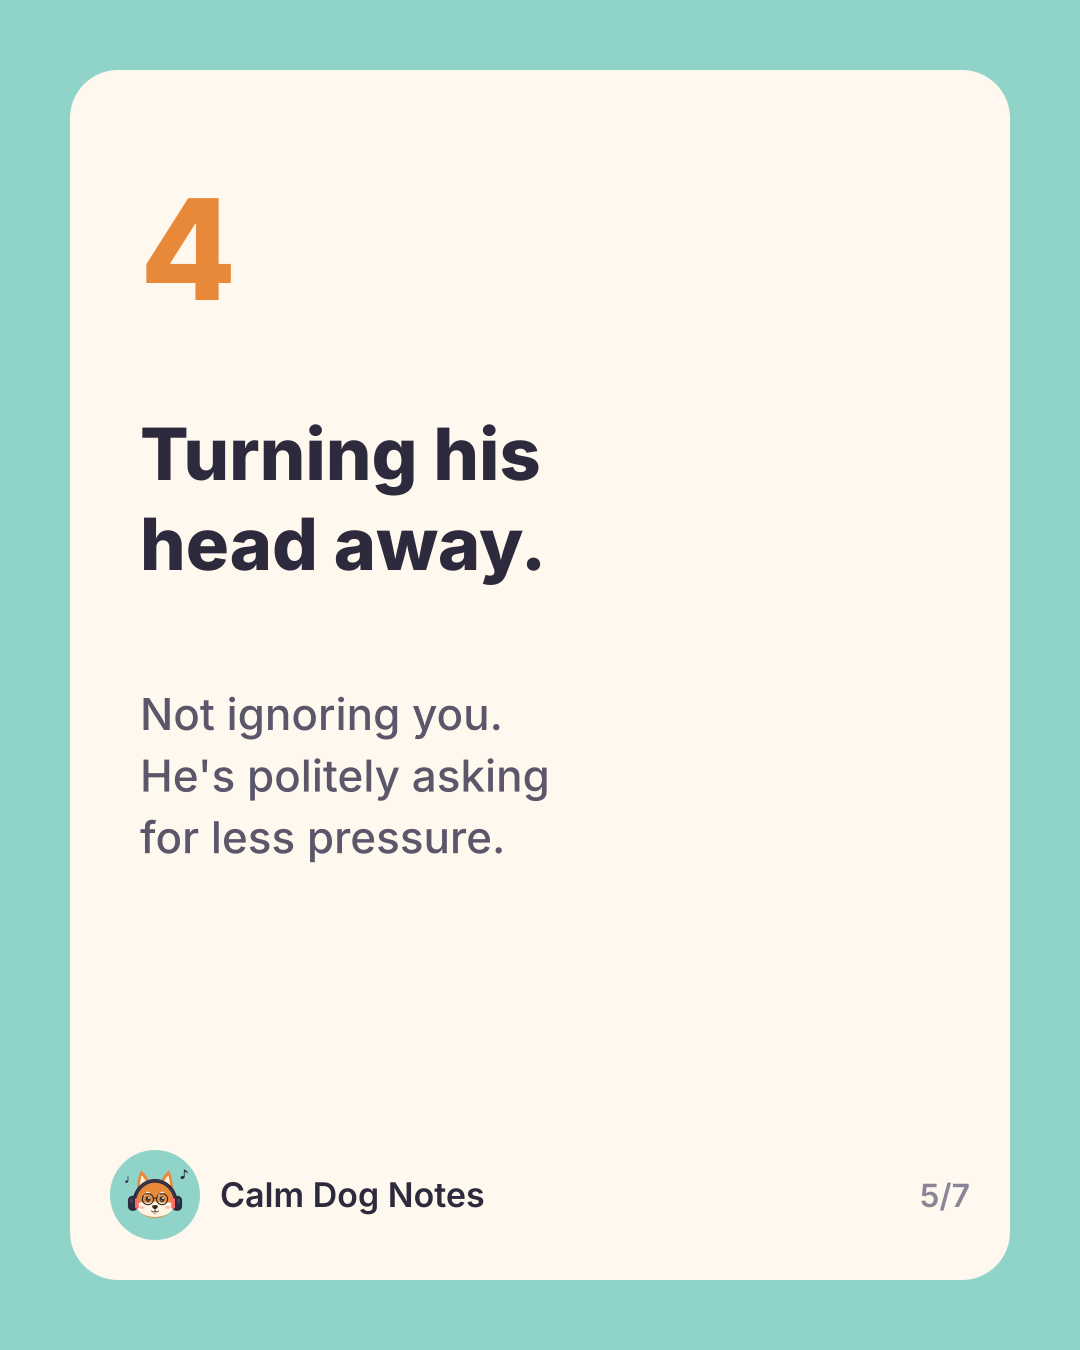 4
Turning his
head away.
Not ignoring you.
He's politely asking
for less pressure.
Calm Dog Notes
5/7